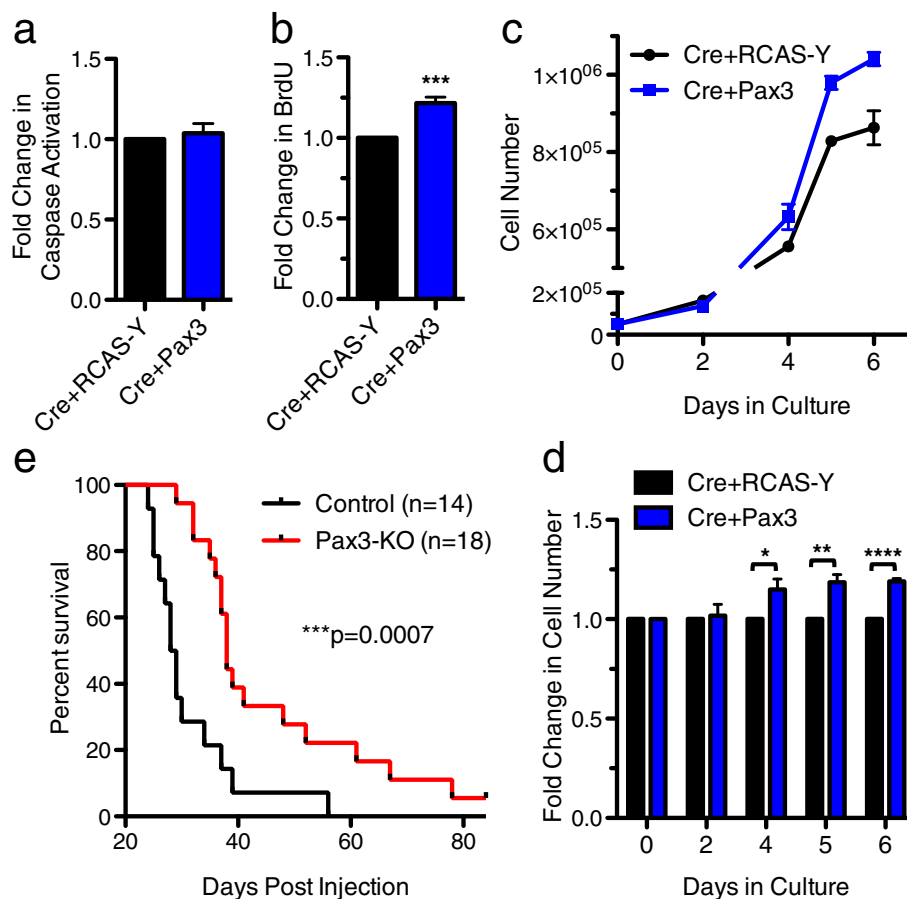 a
Fold Change in
Caspase Activation
1.5
1.0
0.5
0.0
Cre+RCAS-Y
Cre+Pax3
b
Fold Change in BrdU
1.5
1.0
0.5
0.0
***
Cre+RCAS-Y
Cre+Pax3
c
Cre+RCAS-Y
Cre+Pax3
Cell Number
1×10⁰⁶
8×10⁰⁵
6×10⁰⁵
2×10⁰⁵
0
0 2 4 6
Days in Culture
e
Percent survival
100
80
60
40
20
0
Control (n=14)
Pax3-KO (n=18)
***p=0.0007
20 40 60 80
Days Post Injection
d
Cre+RCAS-Y
Cre+Pax3
Fold Change in Cell Number
1.5
1.0
0.5
0.0
* ** ****
0 2 4 5 6
Days in Culture